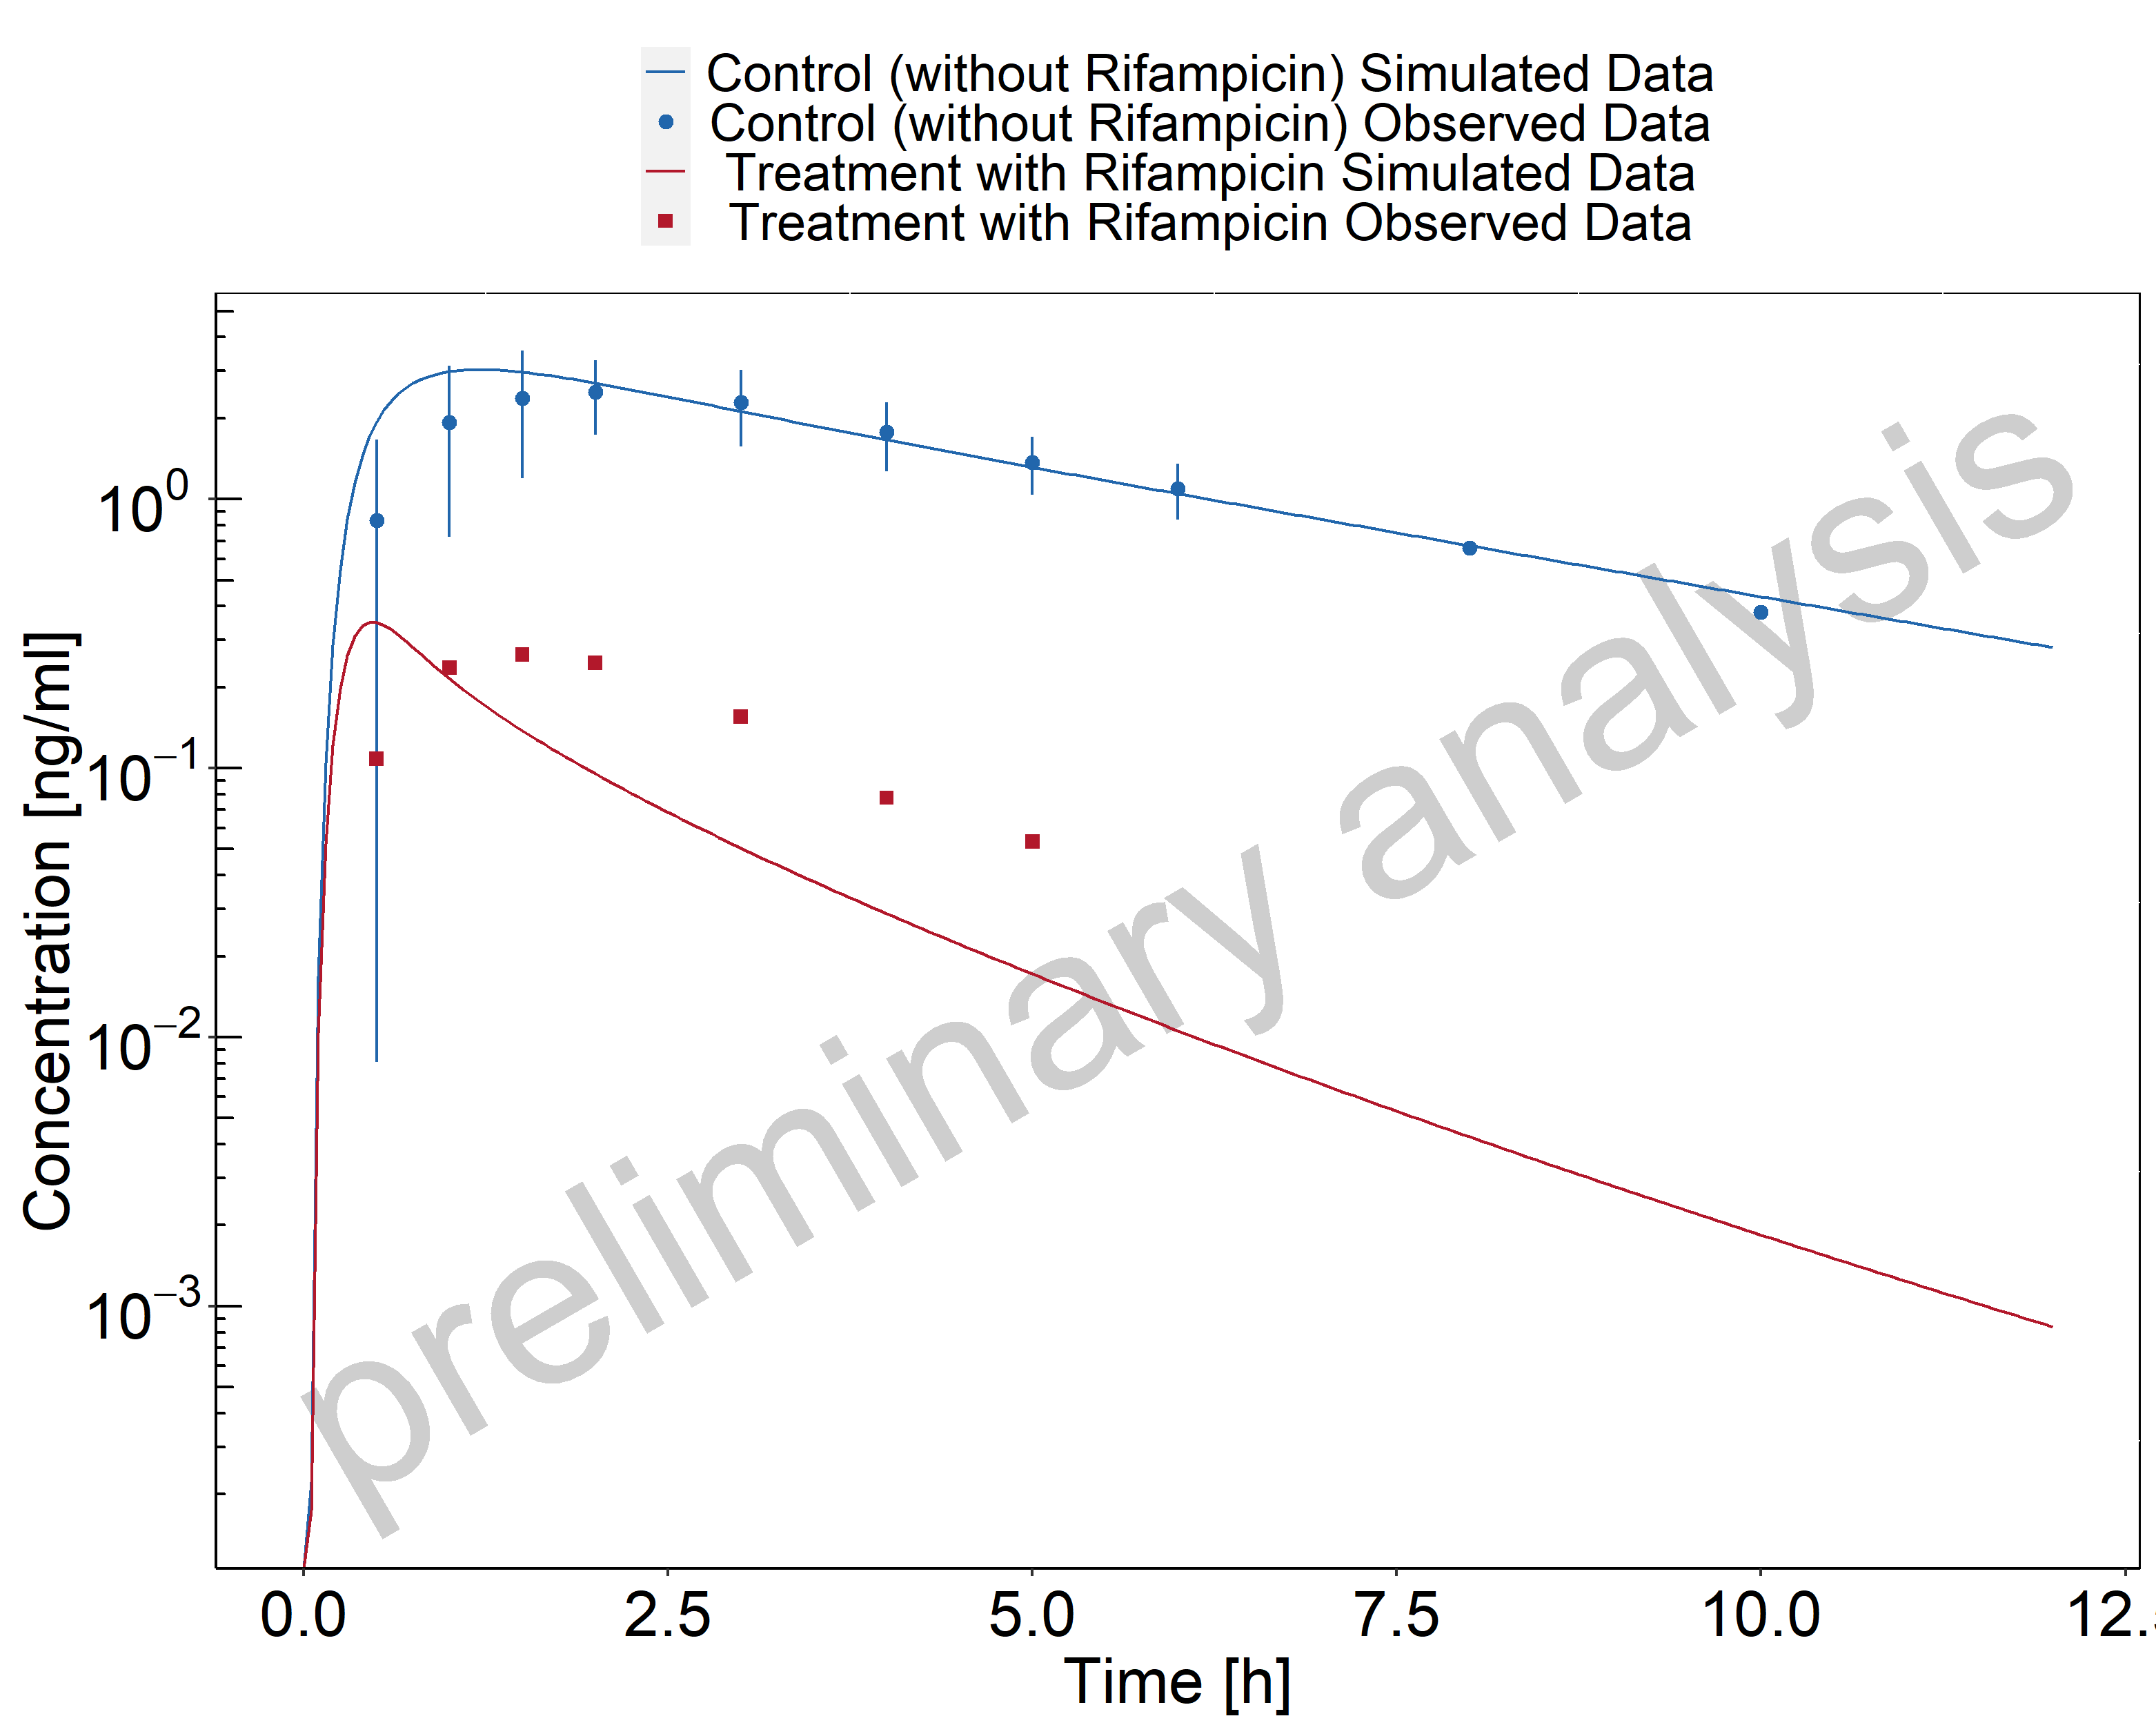 Control (without Rifampicin) Simulated Data
Control (without Rifampicin) Observed Data
Treatment with Rifampicin Simulated Data
Treatment with Rifampicin Observed Data
Concentration [ng/ml]
10^0
10^−1
10^−2
10^−3
preliminary analysis
0.0 2.5 5.0 7.5 10.0
Time [h]